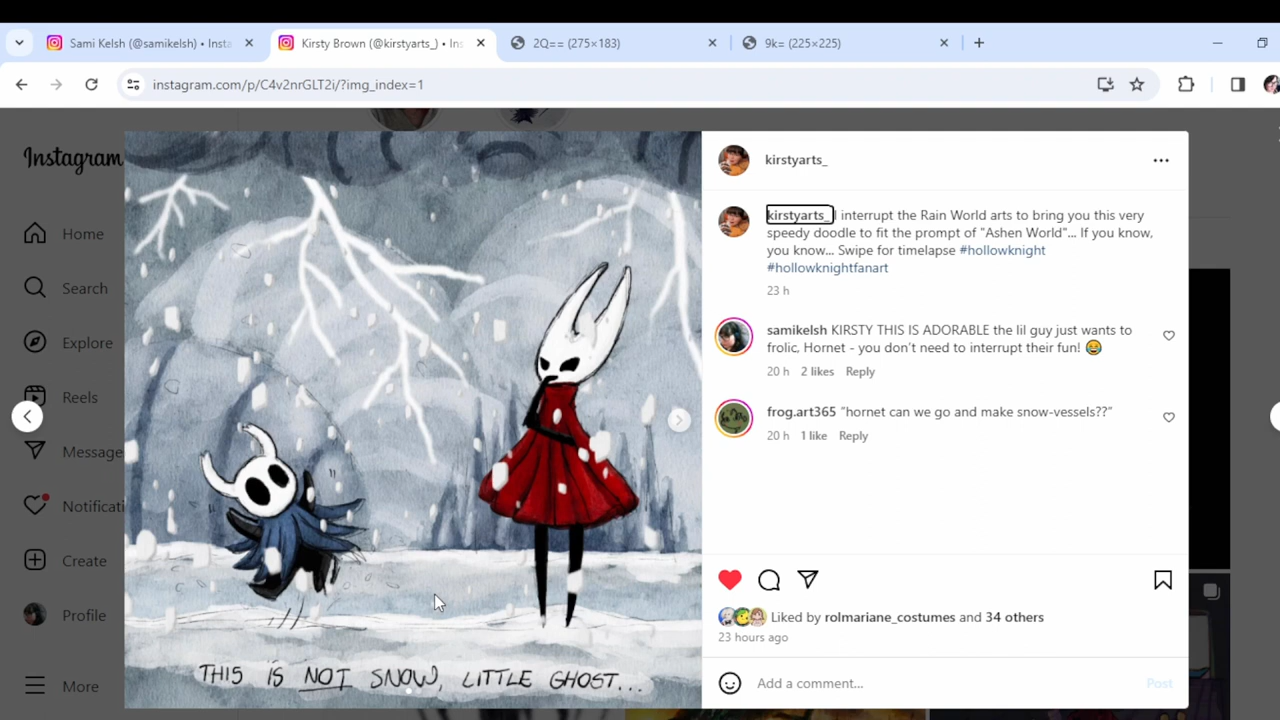 Sami Kelsh (@samikelsh) • Insta
Kirsty Brown (@kirstyarts_) • Ins
2Q== (275×183)
9k= (225×225)
instagram.com/p/C4v2nrGLT2i/?img_index=1
Instagram
Home
Search
Explore
Reels
Message
Notificati
Create
Profile
More
THIS IS NOT SNOW, LITTLE GHOST...
kirstyarts_
kirstyarts_ I interrupt the Rain World arts to bring you this very
speedy doodle to fit the prompt of "Ashen World"... If you know,
you know... Swipe for timelapse #hollowknight
#hollowknightfanart
23 h
samikelsh KIRSTY THIS IS ADORABLE the lil guy just wants to
frolic, Hornet - you don't need to interrupt their fun! 😂
20 h 2 likes Reply
frog.art365 “hornet can we go and make snow-vessels??”
20 h 1 like Reply
Liked by rolmariane_costumes and 34 others
23 hours ago
Add a comment...
Post